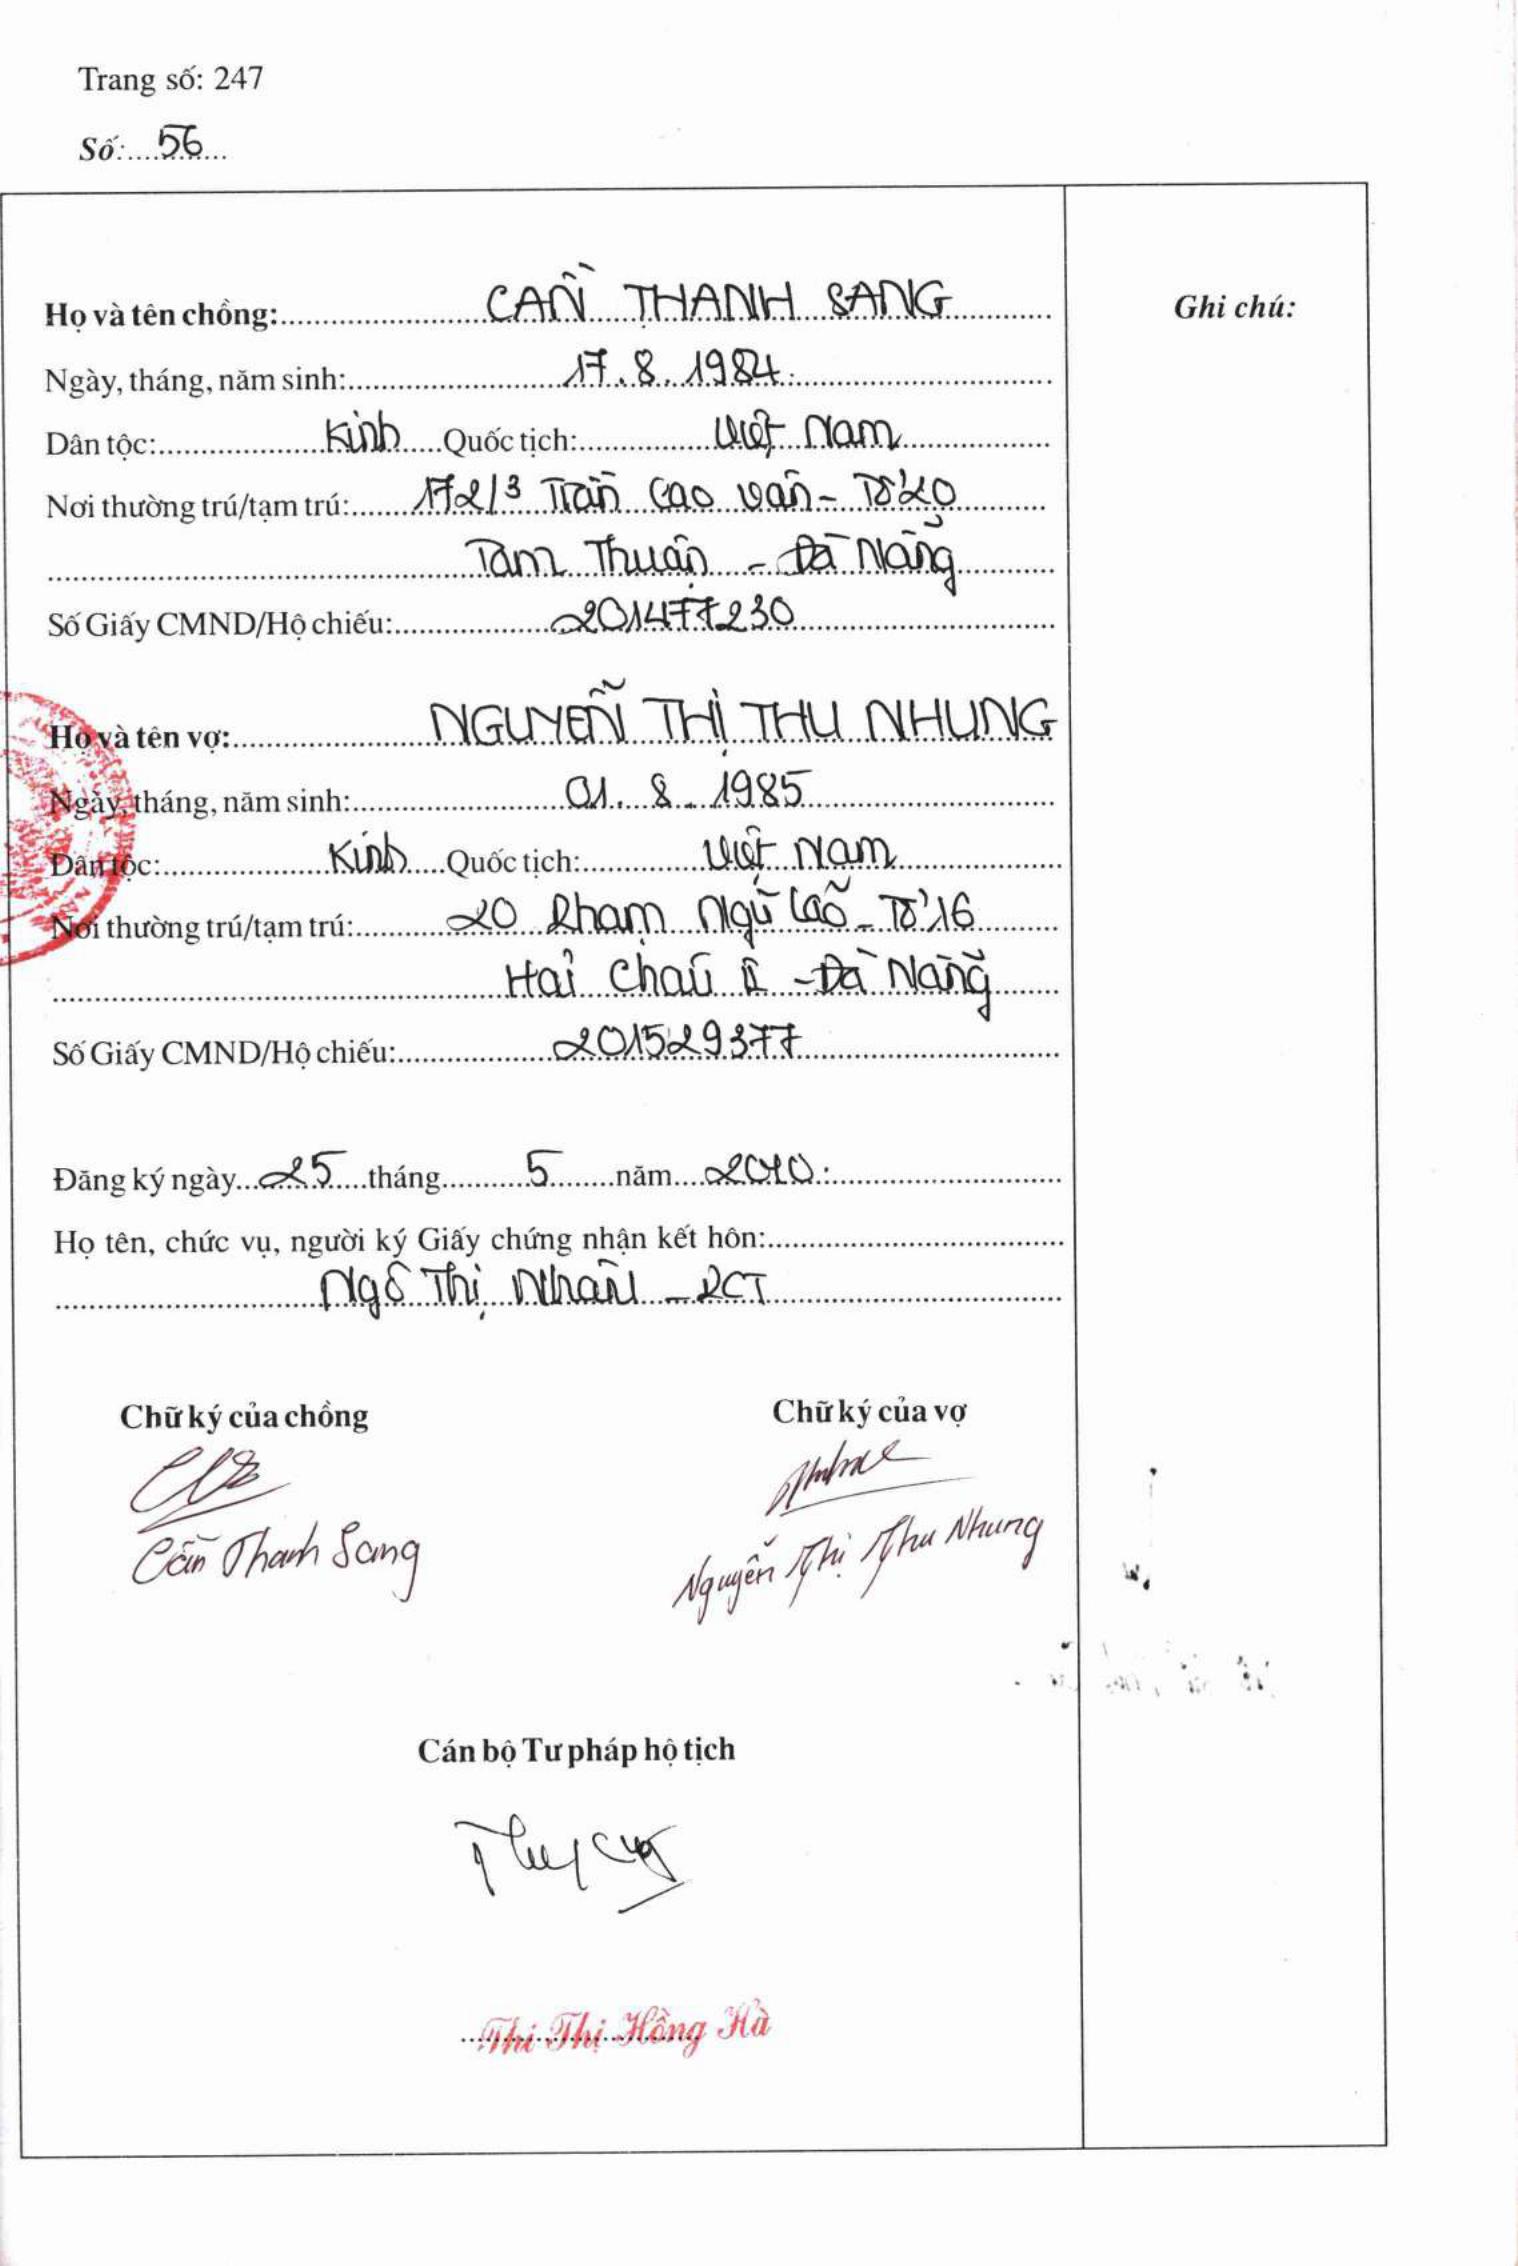 Trang số: 247
Số: 56
Ghi chú:
Họ và tên chồng: CẦN THANH SANG
Ngày, tháng, năm sinh: 17.8.1984
Dân tộc: Kinh Quốc tịch: Việt Nam
Nơi thường trú/tạm trú: 172/3 Trần Cao Vân - Tổ 20
Tam Thuận - Đà Nẵng
Số Giấy CMND/Hộ chiếu: 201477230
Họ và tên vợ: NGUYỄN THỊ THU NHUNG
Ngày, tháng, năm sinh: 01.8.1985
Dân tộc: Kinh Quốc tịch: Việt Nam
Nơi thường trú/tạm trú: 20 Phạm Ngũ Lão - Tổ 16
Hải Châu I - Đà Nẵng
Số Giấy CMND/Hộ chiếu: 201529377
Đăng ký ngày 25 tháng 5 năm 2010
Họ tên, chức vụ, người ký Giấy chứng nhận kết hôn:
Ngô Thị Nhẫn - PCT
Chữ ký của chồng Chữ ký của vợ
Cần Thanh Sang
Nguyễn Thị Thu Nhung
Cán bộ Tư pháp hộ tịch
Thi Thị Hồng Hà